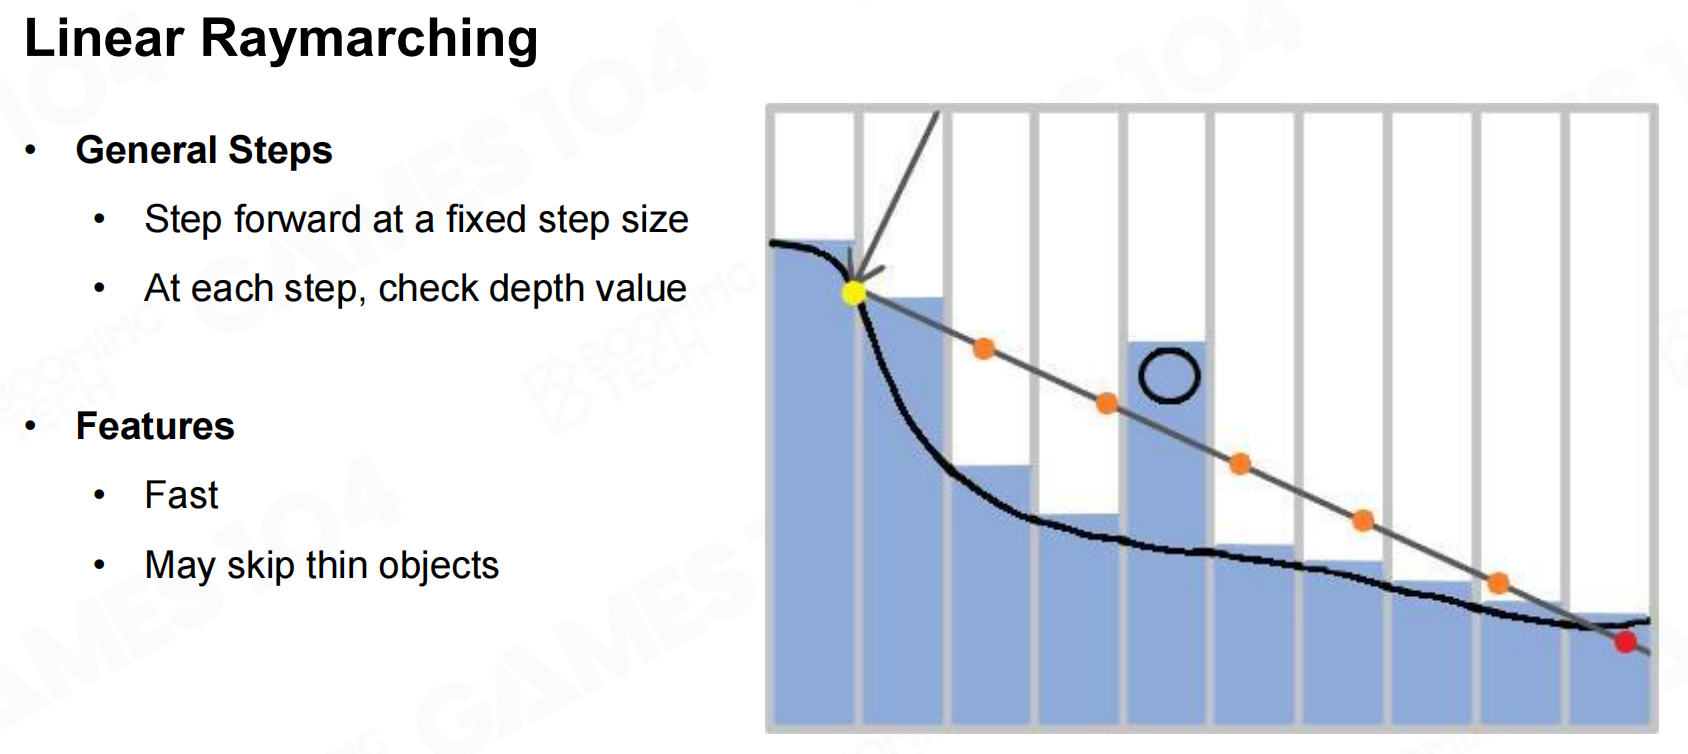 Linear Raymarching
• General Steps
• Step forward at a fixed step size
• At each step, check depth value
• Features
• Fast
• May skip thin objects
GAMES104
BOOMING
TECH